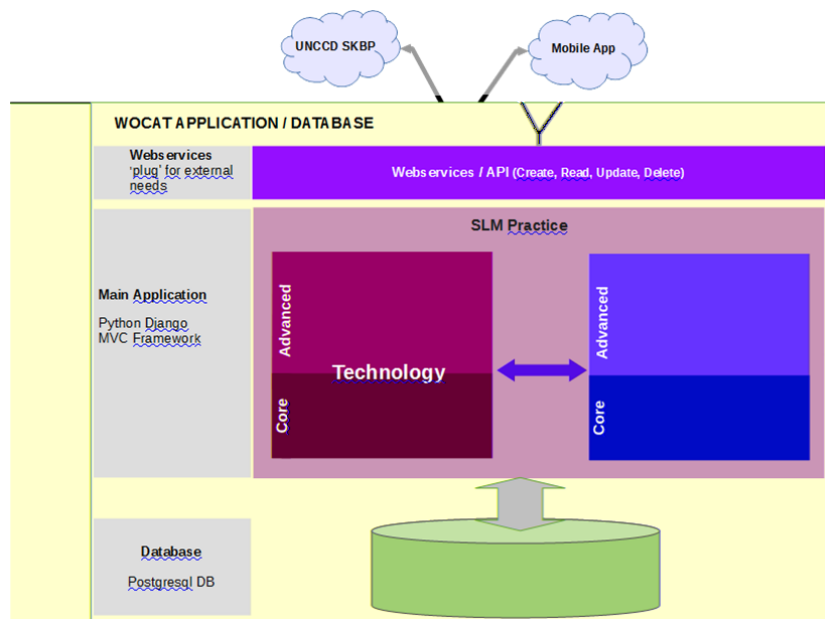 UNCCD SKBP
Mobile App
WOCAT APPLICATION / DATABASE
Webservices
'plug' for external
needs
Webservices / API (Create, Read, Update, Delete)
SLM Practice
Main Application
Python Django
MVC Framework
Advanced
Technology
Core
Advanced
Core
Database
Postgresql DB